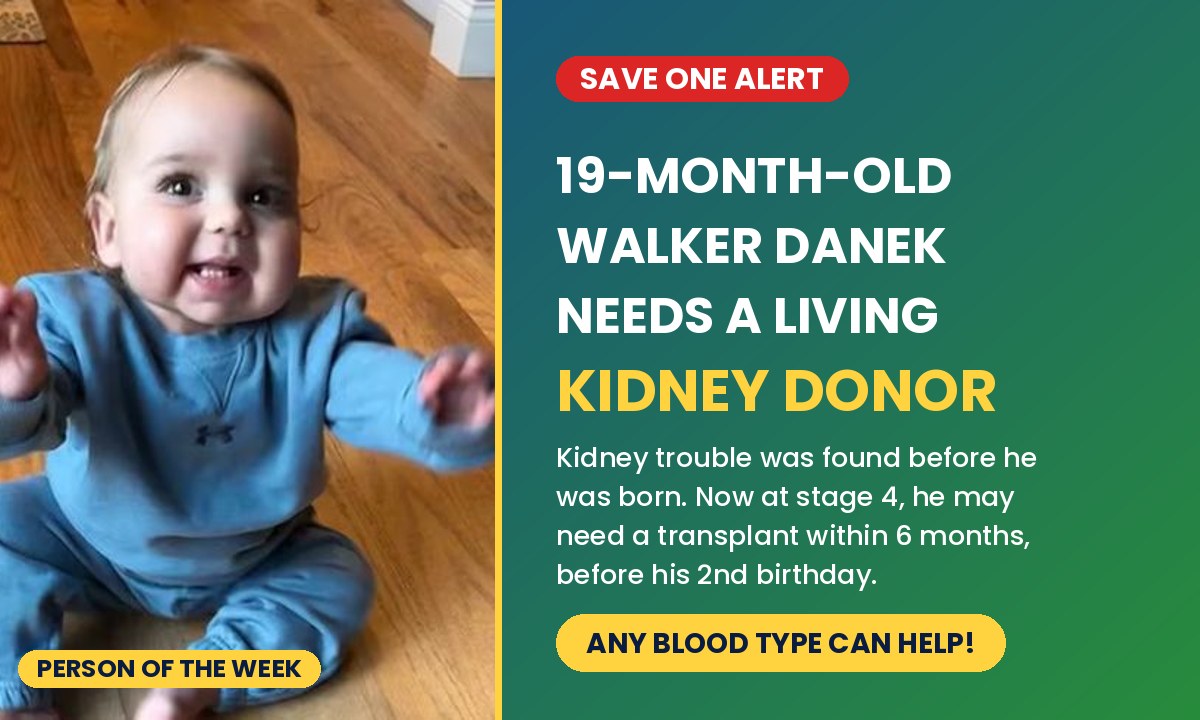 SAVE ONE ALERT
19-MONTH-OLD
WALKER DANEK
NEEDS A LIVING
KIDNEY DONOR
Kidney trouble was found before he
was born. Now at stage 4, he may
need a transplant within 6 months,
before his 2nd birthday.
ANY BLOOD TYPE CAN HELP!
PERSON OF THE WEEK